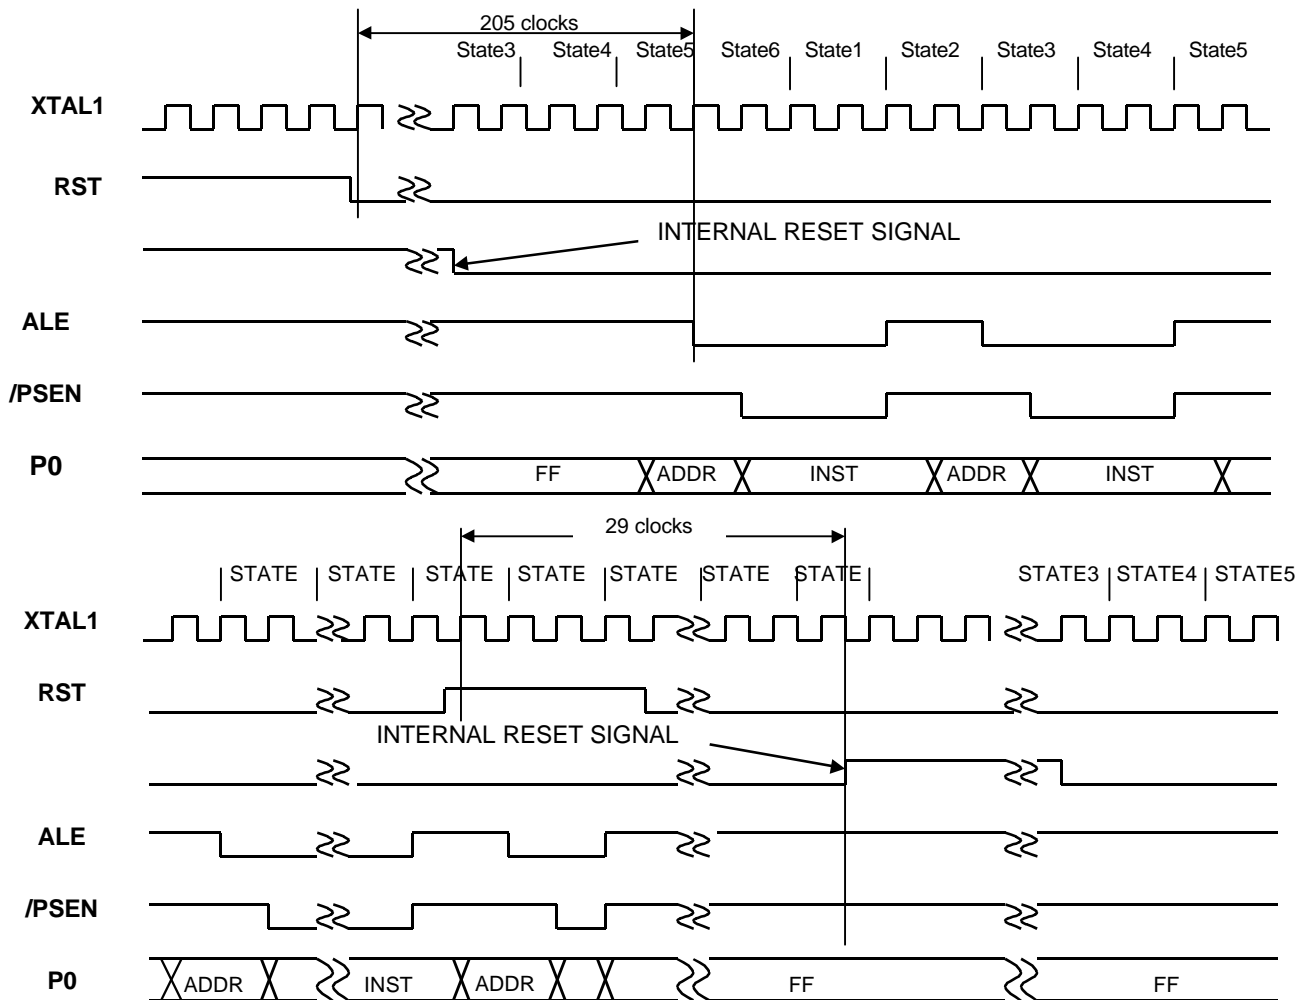 205 clocks
State3 State4 State5 State6 State1 State2 State3 State4 State5
XTAL1
RST
INTERNAL RESET SIGNAL
ALE
/PSEN
P0 FF ADDR INST ADDR INST
29 clocks
STATE STATE STATE STATE STATE STATE STATE STATE3 STATE4 STATE5
XTAL1
RST
INTERNAL RESET SIGNAL
ALE
/PSEN
P0 ADDR INST ADDR FF FF